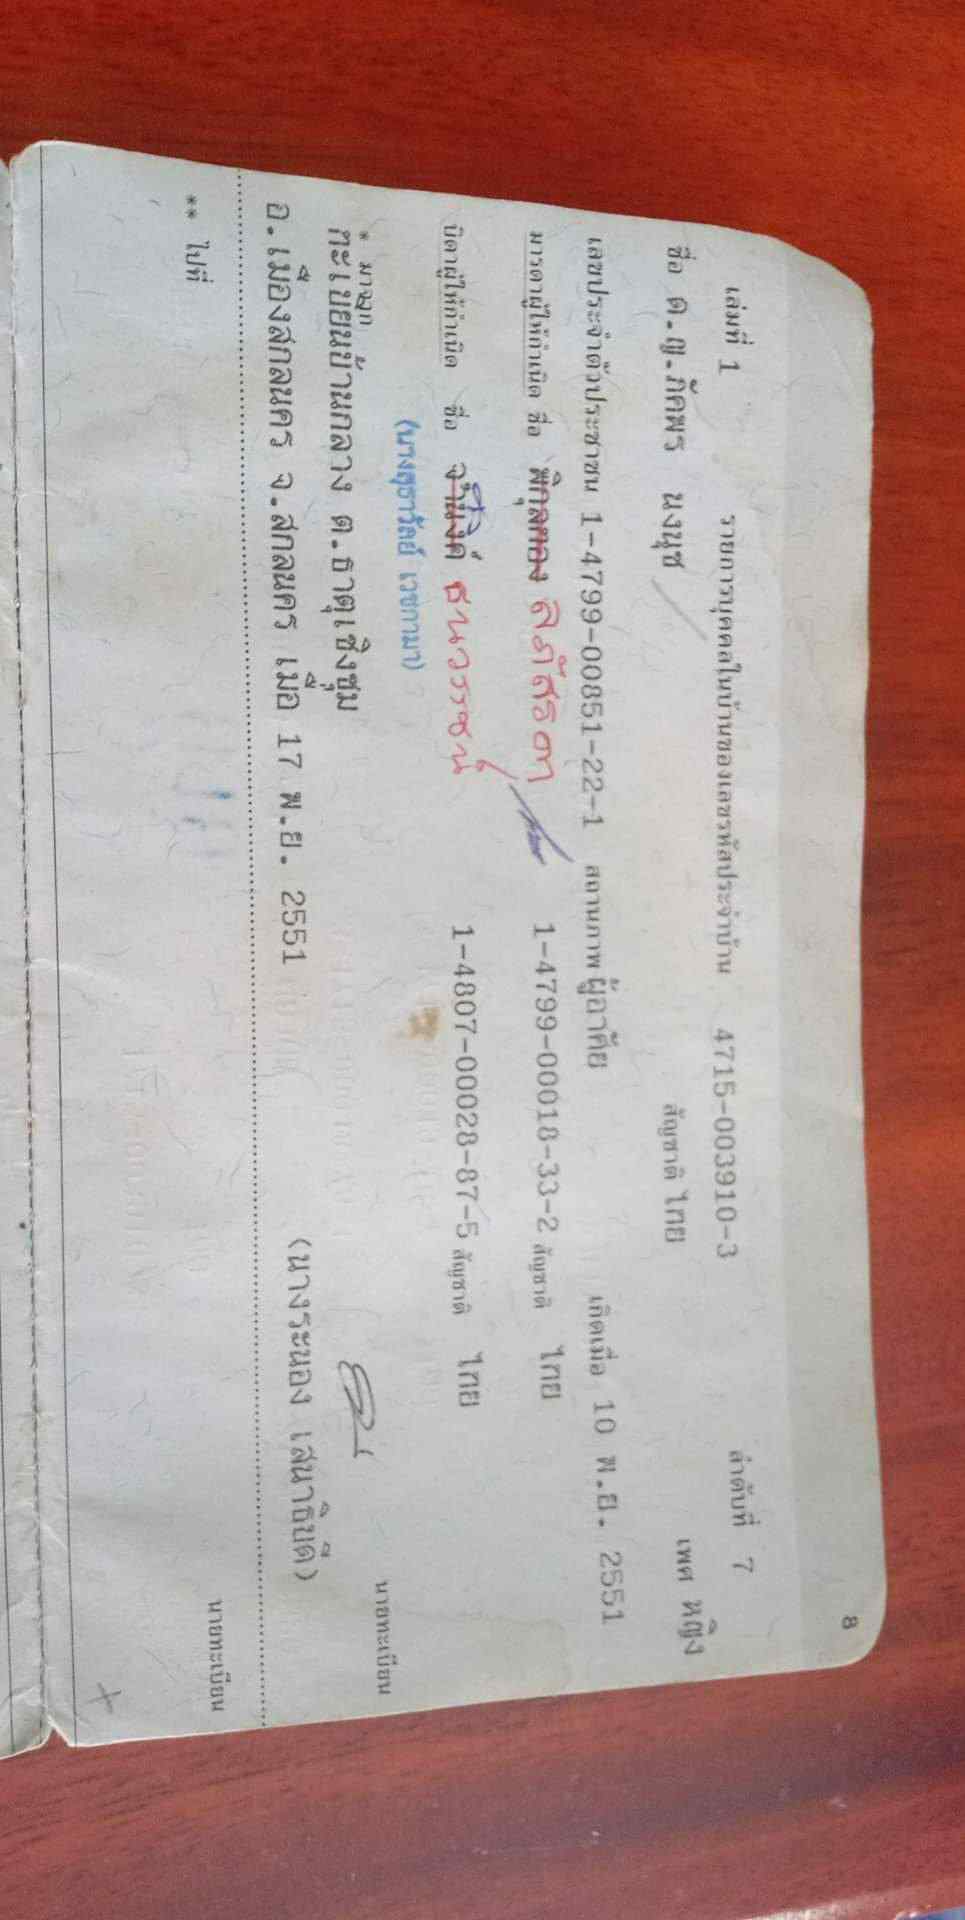 8
เล่มที่ 1 รายการบุคคลในบ้านของเลขรหัสประจำบ้าน 4715-003910-3 ลำดับที่ 7
ชื่อ ด.ญ.ภัคพร นงนุช สัญชาติ ไทย เพศ หญิง
เลขประจำตัวประชาชน 1-4799-00851-22-1 สถานภาพ ผู้อาศัย เกิดเมื่อ 10 พ.ย. 2551
มารดาผู้ให้กำเนิด ชื่อ พิกุลทอง ลภัสรดา 1-4799-00018-33-2 สัญชาติ ไทย
บิดาผู้ให้กำเนิด ชื่อ ธนวรรชน์ 1-4807-00028-87-5 สัญชาติ ไทย
(นางสุธาวัลย์ เวชกามา)
* มาจาก
ทะเบียนบ้านกลาง ต.ธาตุเชิงชุม นายทะเบียน
อ.เมืองสกลนคร จ.สกลนคร เมื่อ 17 พ.ย. 2551 (นางระนอง เสนาธิบดี)
** ไปที่
นายทะเบียน